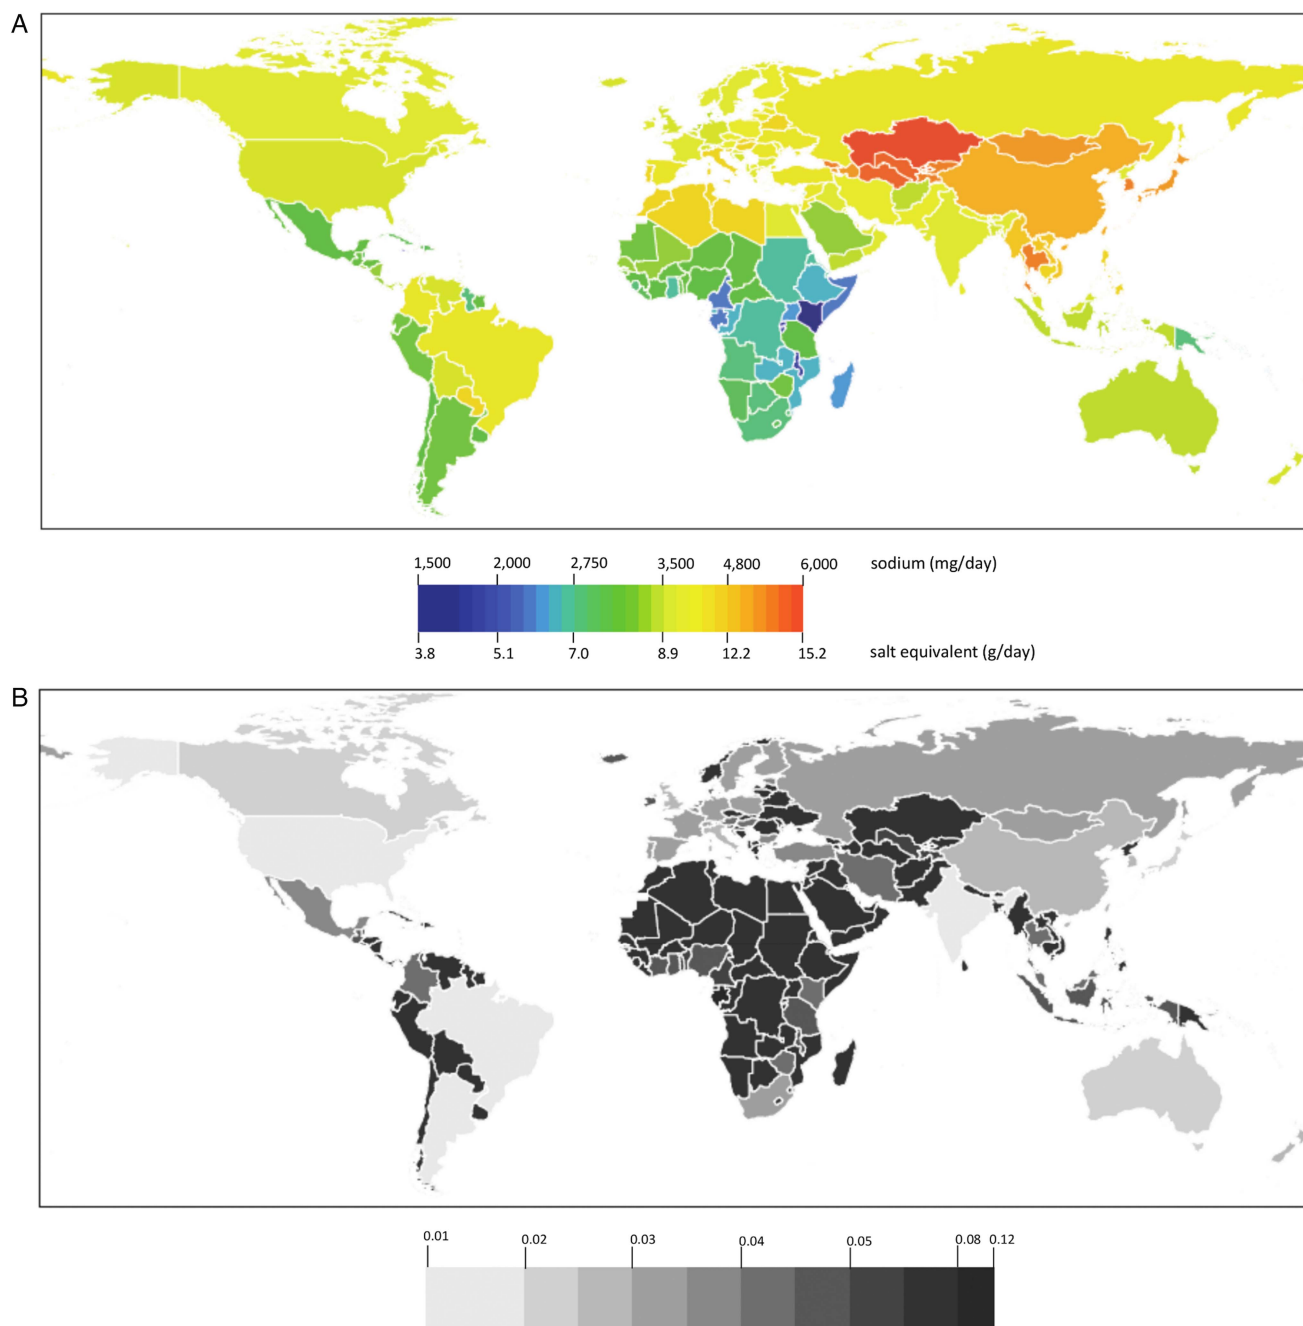 A
1,500 2,000 2,750 3,500 4,800 6,000 sodium (mg/day)
3.8 5.1 7.0 8.9 12.2 15.2 salt equivalent (g/day)
B
0.01 0.02 0.03 0.04 0.05 0.08 0.12